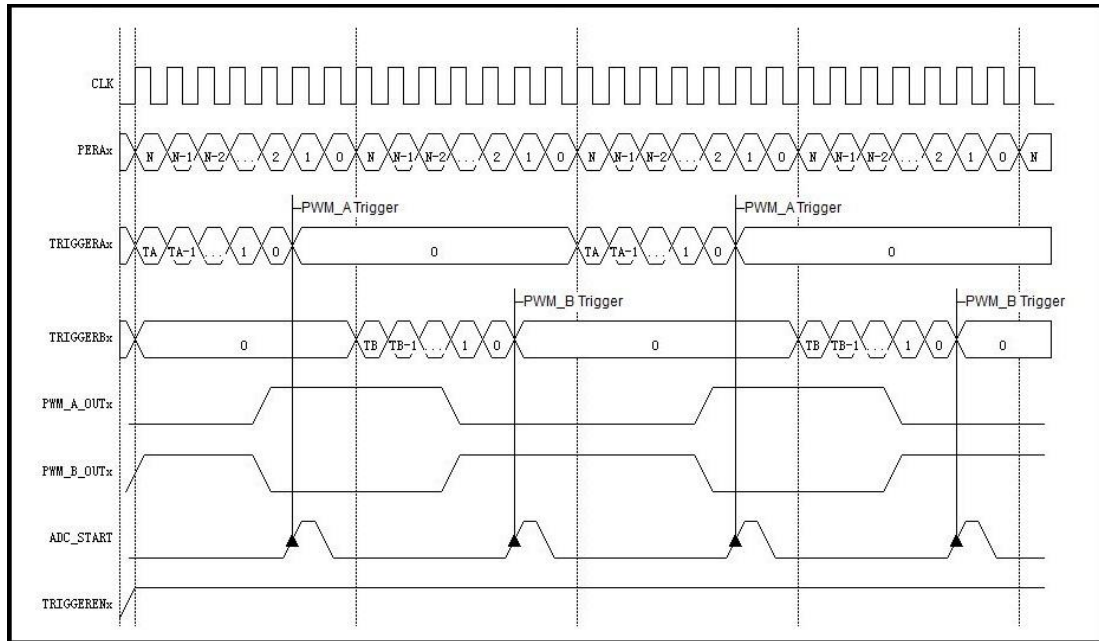 CLK
PERAx N N-1 N-2 ... 2 1 0 N N-1 N-2 ... 2 1 0 N N-1 N-2 ... 2 1 0 N N-1 N-2 ... 2 1 0 N
PWM_A Trigger PWM_A Trigger
TRIGGERAx TA TA-1 ... 1 0 0 TA TA-1 ... 1 0 0
PWM_B Trigger PWM_B Trigger
TRIGGERBx 0 TB TB-1 ... 1 0 0 TB TB-1 ... 1 0 0
PWM_A_OUTx
PWM_B_OUTx
ADC_START
TRIGGERENx